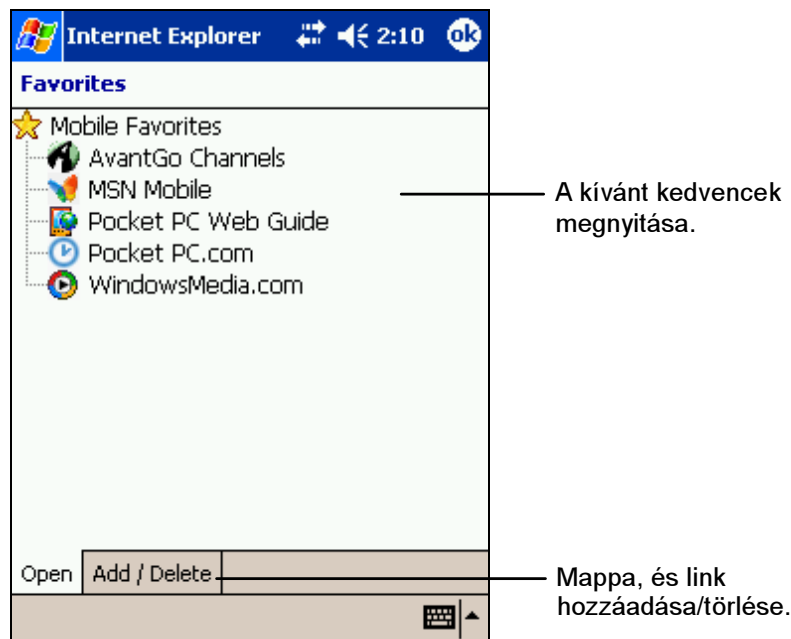 Internet Explorer 2:10 ok
Favorites
Mobile Favorites
AvantGo Channels
MSN Mobile
Pocket PC Web Guide
Pocket PC.com
WindowsMedia.com
A kívánt kedvencek
megnyitása.
Open Add / Delete
Mappa, és link
hozzáadása/törlése.